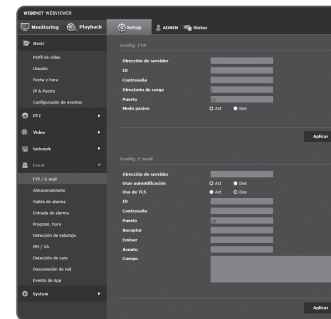 WISENET WEBVIEWER
Monitoring Playback Setup ADMIN Status
Basic
Perfil de vídeo
Usuario
Fecha y hora
IP & Puerto
Configuración de eventos
PTZ
Video
Network
Event
FTP / E-mail
Almacenamiento
Salida de alarma
Entrada de alarma
Program. hora
Detección de sabotaje
MD / VA
Detección de cara
Desconexión de red
Evento de App
System
Config. FTP
Dirección de servidor
ID
Contraseña
Directorio de carga
Puerto
Modo pasivo Act Des
Aplicar
Config. E-mail
Dirección de servidor
Usar autentificación Act Des
Uso de TLS Act Des
ID
Contraseña
Puerto
Receptor
Emisor
Asunto
Cuerpo
Aplicar